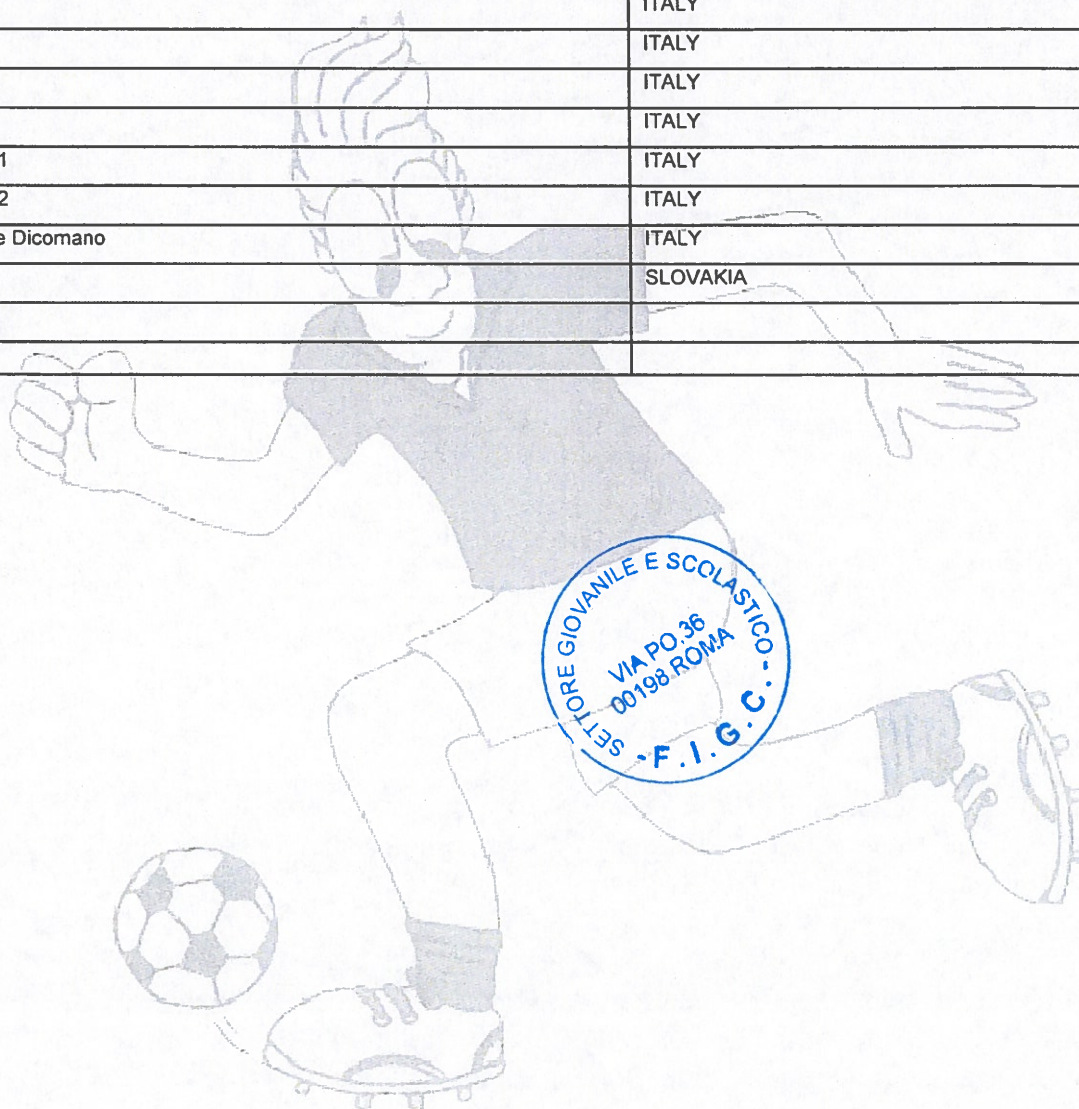 ITALY
ITALY
ITALY
ITALY
1 ITALY
2 ITALY
e Dicomano ITALY
SLOVAKIA
SETTORE GIOVANILE E SCOLASTICO
VIA PO.36
00198 ROMA
- F.I.G.C. -